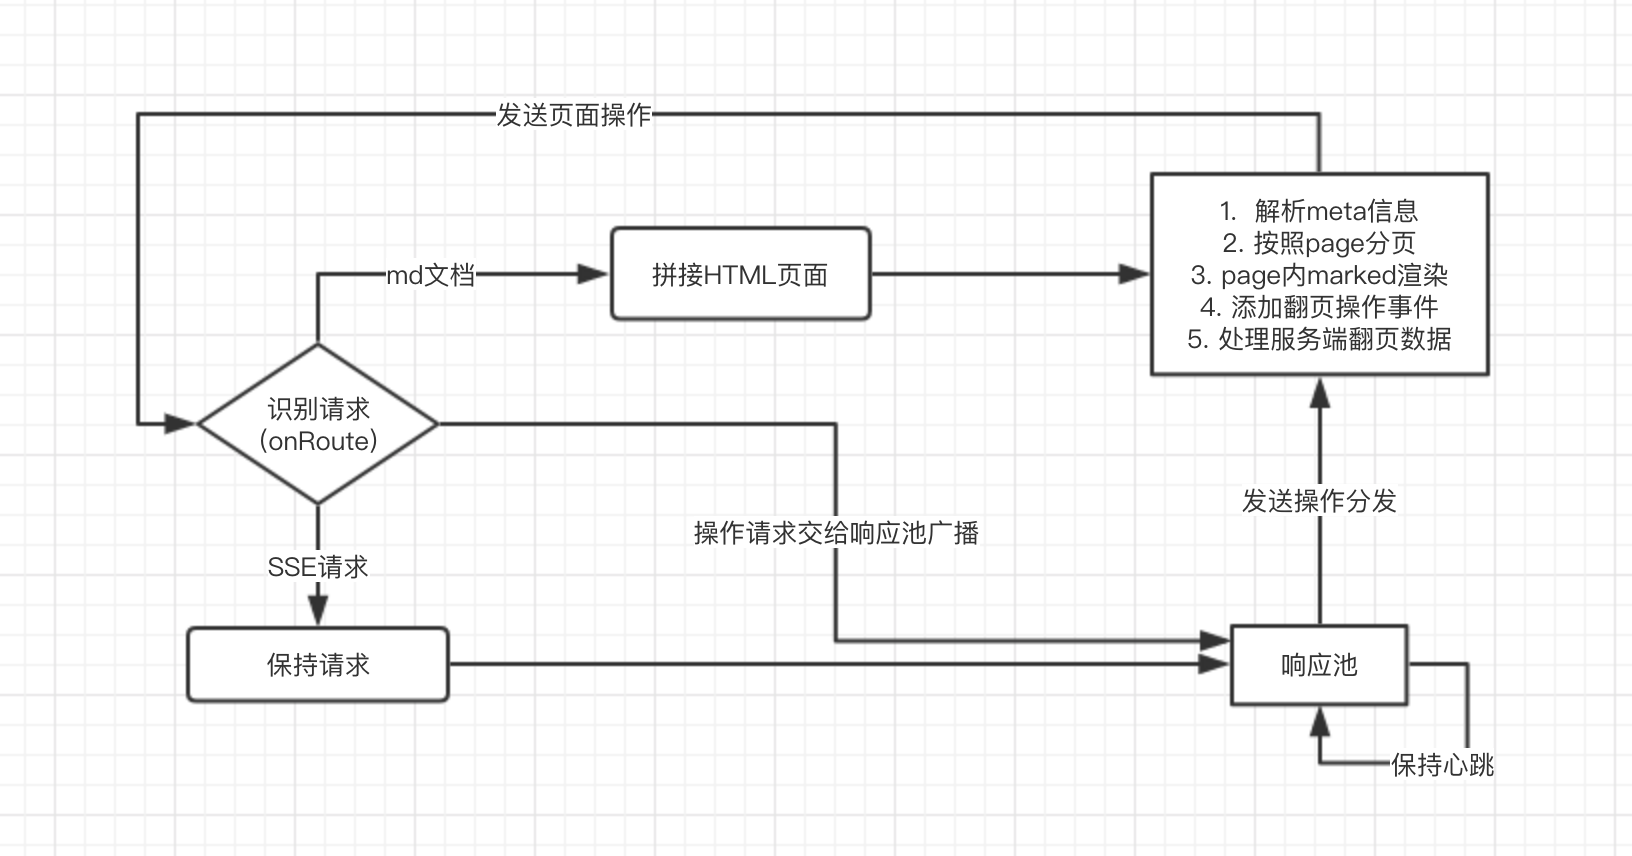 发送页面操作
1. 解析meta信息
2. 按照page分页
3. page内marked渲染
4. 添加翻页操作事件
5. 处理服务端翻页数据
md文档
拼接HTML页面
识别请求
(onRoute)
发送操作分发
操作请求交给响应池广播
SSE请求
保持请求
响应池
保持心跳